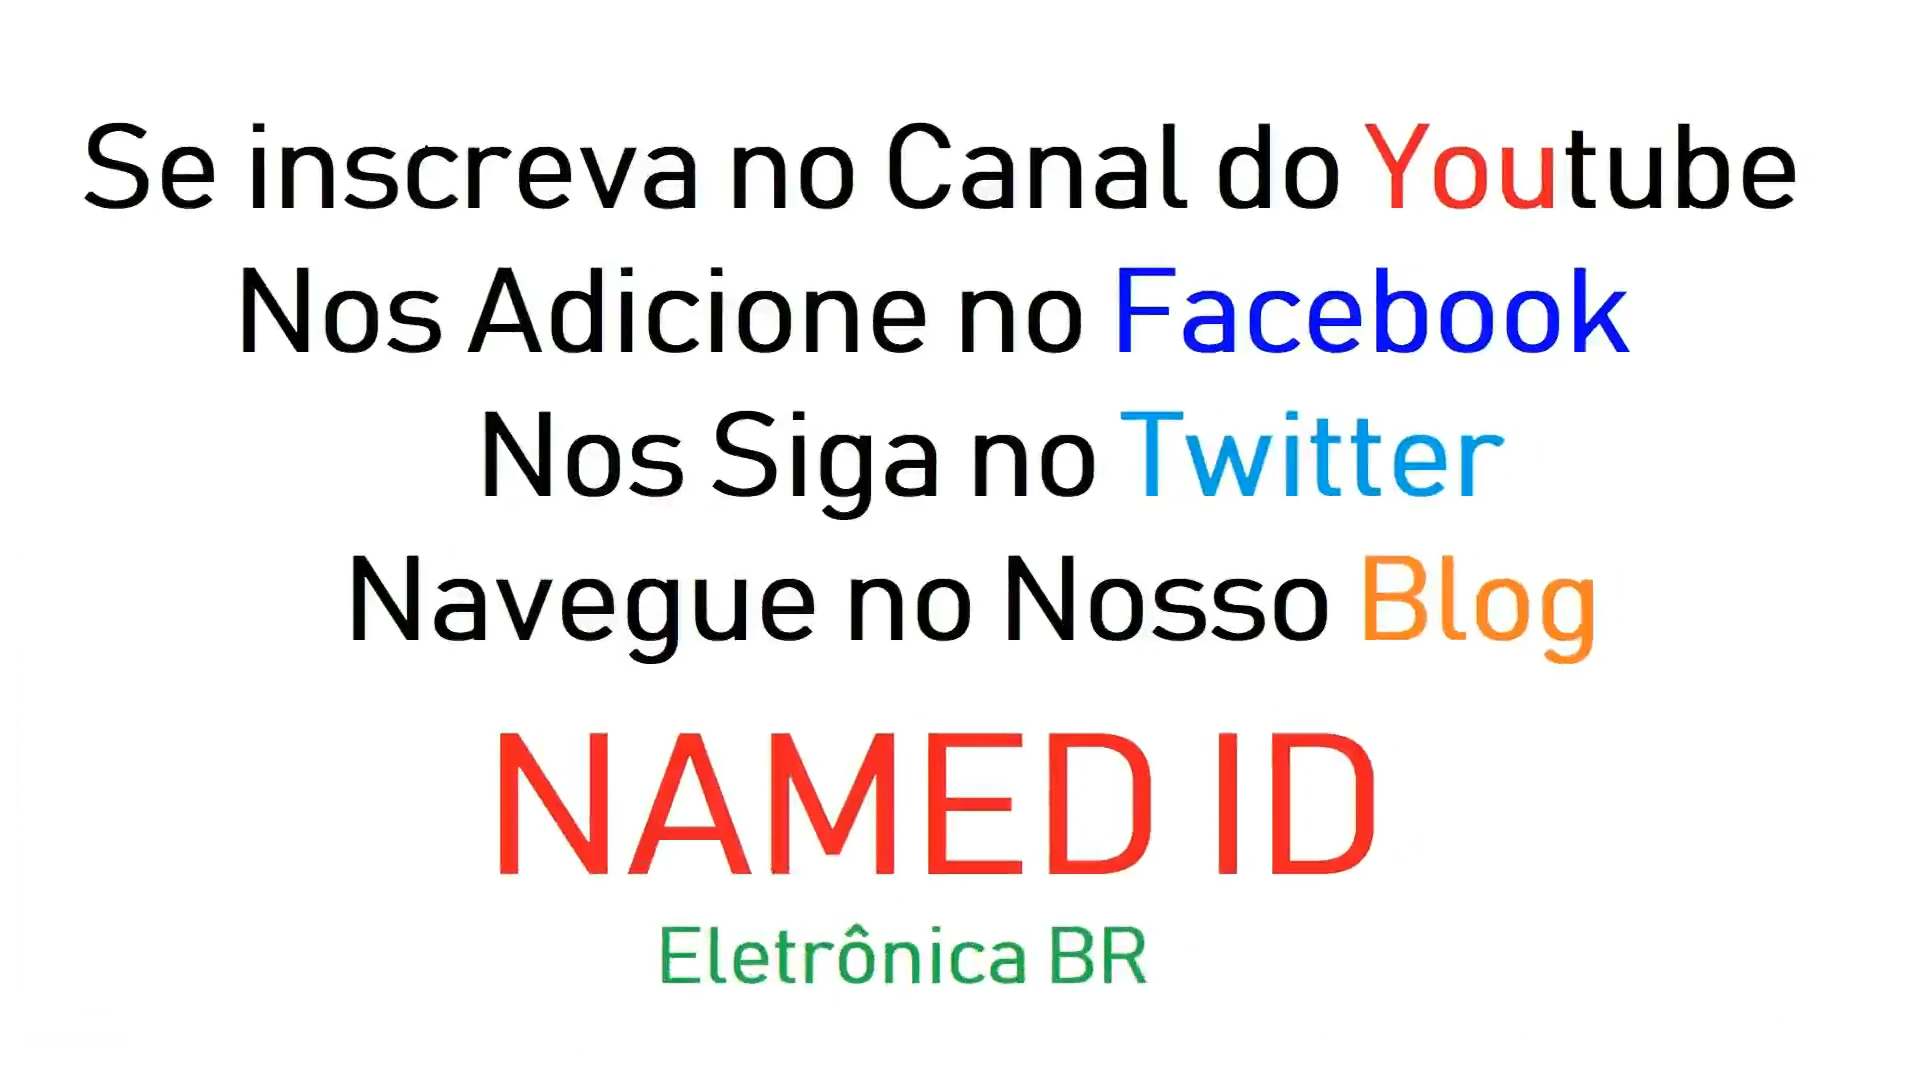 Se inscreva no Canal do Youtube
Nos Adicione no Facebook
Nos Siga no Twitter
Navegue no Nosso Blog
NAMED ID
Eletrônica BR